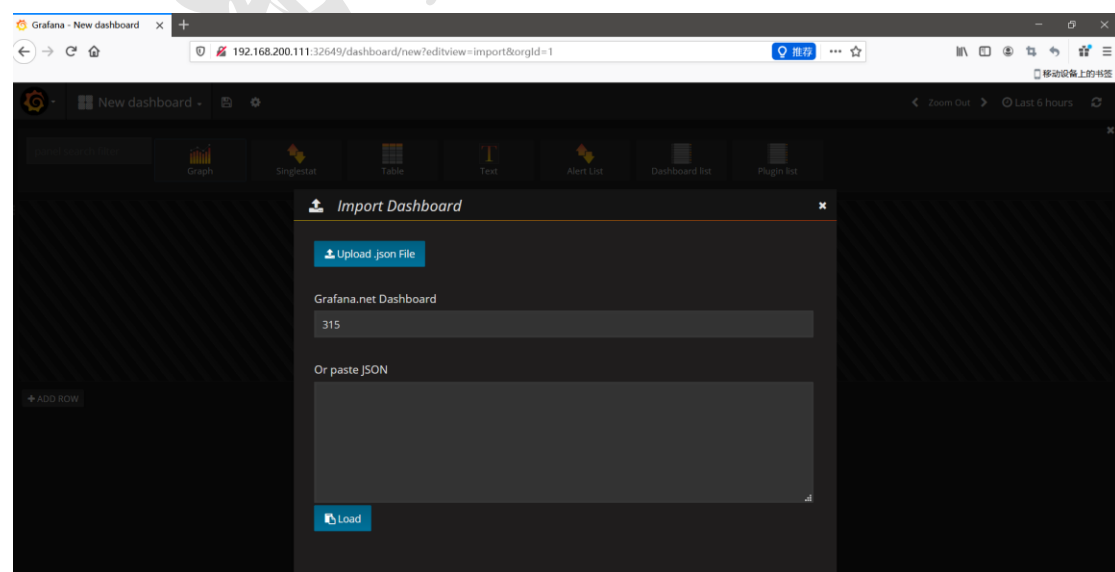 Grafana - New dashboard
192.168.200.111:32649/dashboard/new?editview=import&orgId=1
推荐
移动设备上的书签
New dashboard
Zoom Out
Last 6 hours
Graph
Singlestat
Table
Text
Alert List
Dashboard list
Plugin list
Import Dashboard
Upload .json File
Grafana.net Dashboard
315
Or paste JSON
+ ADD ROW
Load